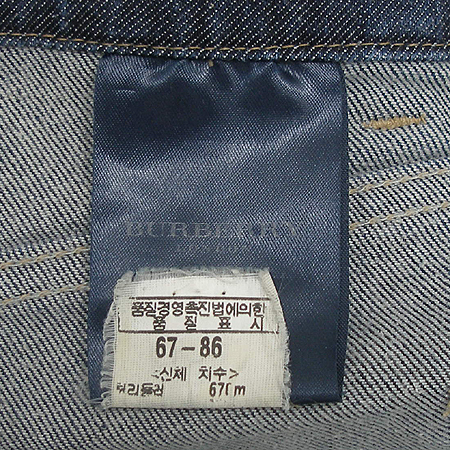 BURBERRY
LONDON
품질경영촉진법에의한
품 질 표 시
67-86
<신체 치수>
허리둘레 67cm